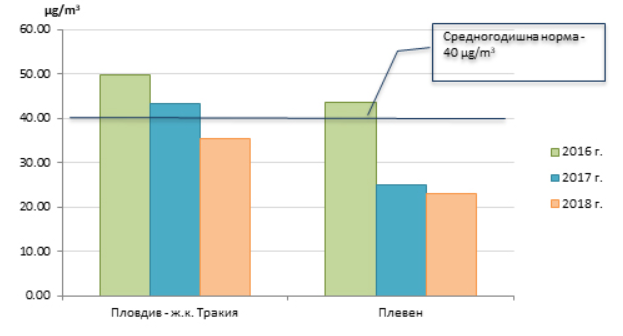 µg/m³
60.00
50.00
40.00
30.00
20.00
10.00
0.00
Средногодишна норма -
40 µg/m³
2016 г.
2017 г.
2018 г.
Пловдив - ж.к. Тракия
Плевен